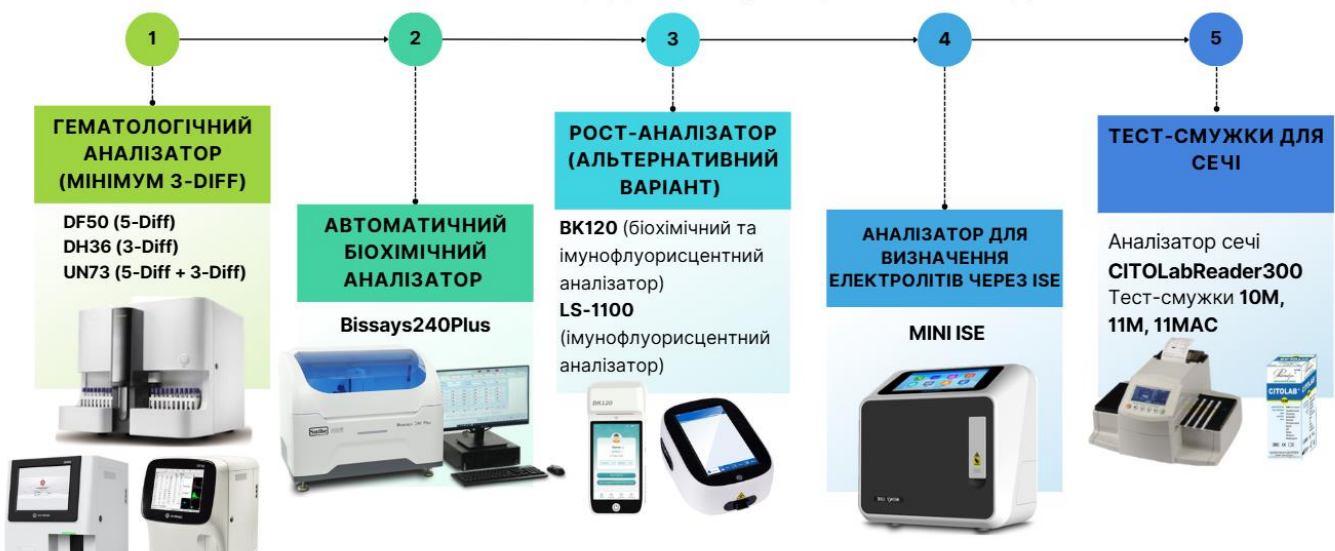 1
2
3
4
5
ГЕМАТОЛОГІЧНИЙ
АНАЛІЗАТОР
(МІНІМУМ 3-DIFF)
DF50 (5-Diff)
DH36 (3-Diff)
UN73 (5-Diff + 3-Diff)
АВТОМАТИЧНИЙ
БІОХІМІЧНИЙ
АНАЛІЗАТОР
Bissays240Plus
Bissays 240 Plus
РОСТ-АНАЛІЗАТОР
(АЛЬТЕРНАТИВНИЙ
ВАРІАНТ)
BK120 (біохімічний та
імунофлуорисцентний
аналізатор)
LS-1100
(імунофлуорисцентний
аналізатор)
BK120
АНАЛІЗАТОР ДЛЯ
ВИЗНАЧЕННЯ
ЕЛЕКТРОЛІТІВ ЧЕРЕЗ ISE
MINI ISE
ТЕСТ-СМУЖКИ ДЛЯ
СЕЧІ
Аналізатор сечі
CITOLabReader300
Тест-смужки 10M,
11M, 11MAC
CITOLAB